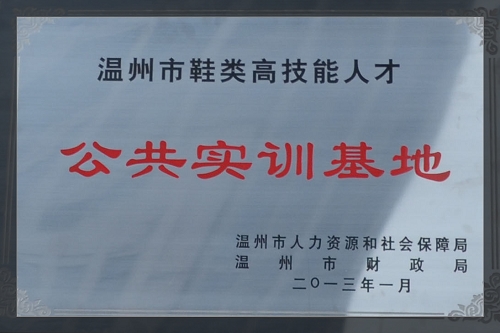 温州市鞋类高技能人才
公共实训基地
温州市人力资源和社会保障局
温州市财政局
二〇一三年一月